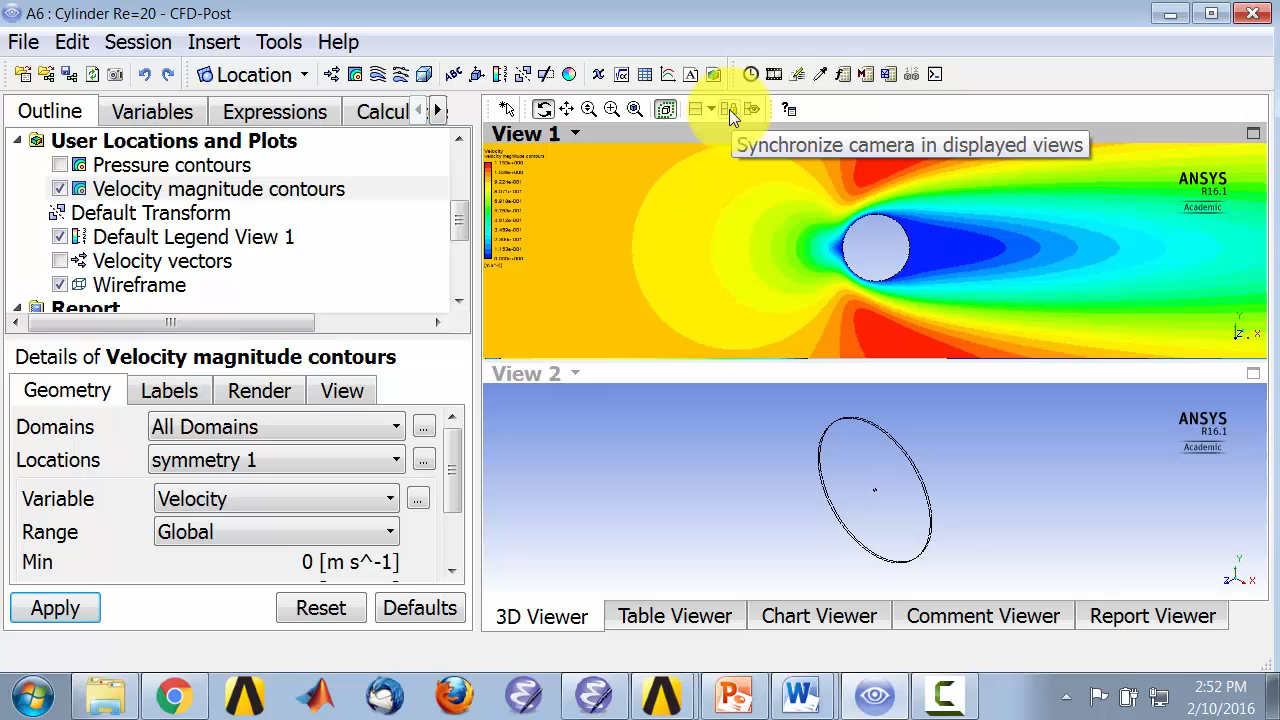 A6 : Cylinder Re=20 - CFD-Post
File Edit Session Insert Tools Help
Location
Outline Variables Expressions Calcul
User Locations and Plots
Pressure contours
Velocity magnitude contours
Default Transform
Default Legend View 1
Velocity vectors
Wireframe
Report
Details of Velocity magnitude contours
Geometry Labels Render View
Domains All Domains ...
Locations symmetry 1 ...
Variable Velocity ...
Range Global
Min 0 [m s^-1]
Apply Reset Defaults
View 1
Synchronize camera in displayed views
Velocity
Velocity magnitude contours
ANSYS
R16.1
Academic
Y
Z X
View 2
ANSYS
R16.1
Academic
Y
Z X
3D Viewer Table Viewer Chart Viewer Comment Viewer Report Viewer
2:52 PM
2/10/2016